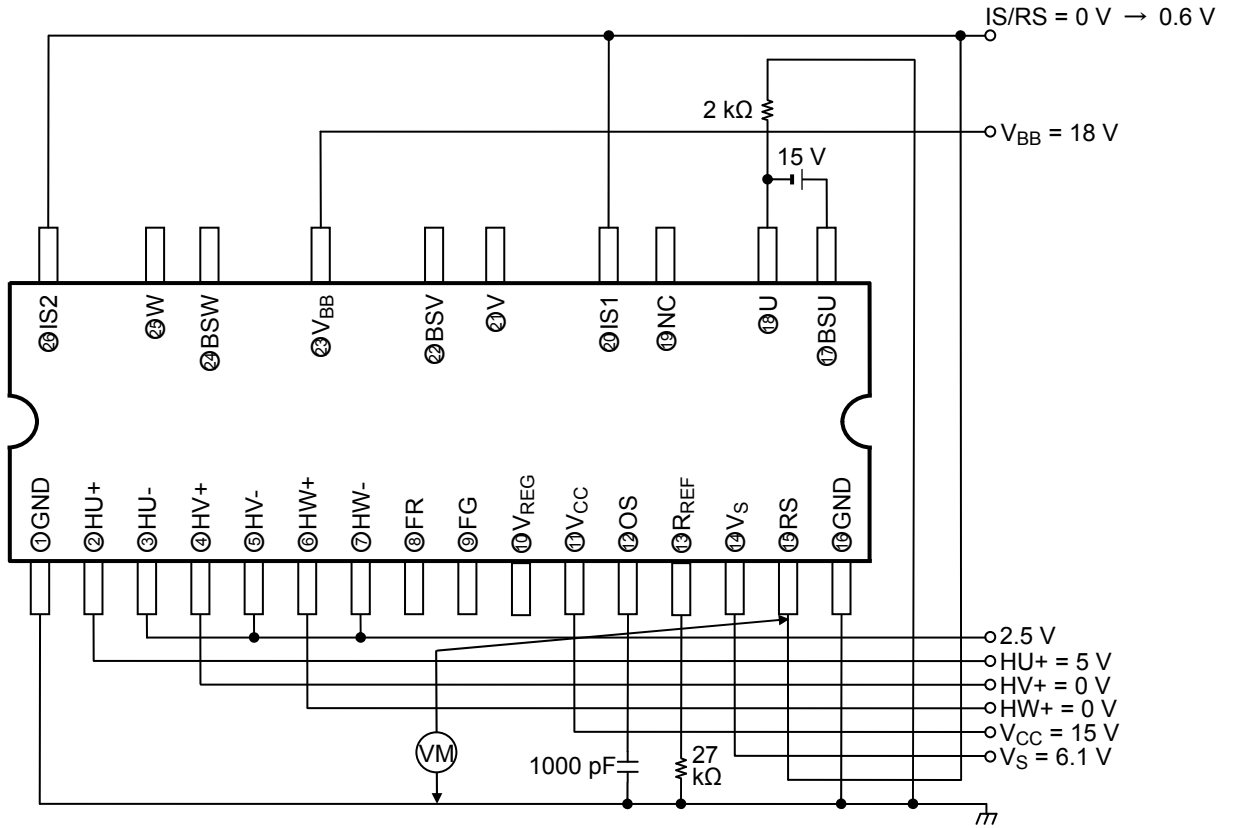 IS/RS = 0 V → 0.6 V
2 kΩ
V_BB = 18 V
15 V
㉖IS2
㉕W
㉔BSW
㉓V_BB
㉒BSV
㉑V
⑳IS1
⑲NC
⑱U
⑰BSU
①GND
②HU+
③HU-
④HV+
⑤HV-
⑥HW+
⑦HW-
⑧FR
⑨FG
⑩V_REG
⑪V_CC
⑫OS
⑬R_REF
⑭V_S
⑮RS
⑯GND
2.5 V
HU+ = 5 V
HV+ = 0 V
HW+ = 0 V
V_CC = 15 V
V_S = 6.1 V
VM
1000 pF
27
kΩ